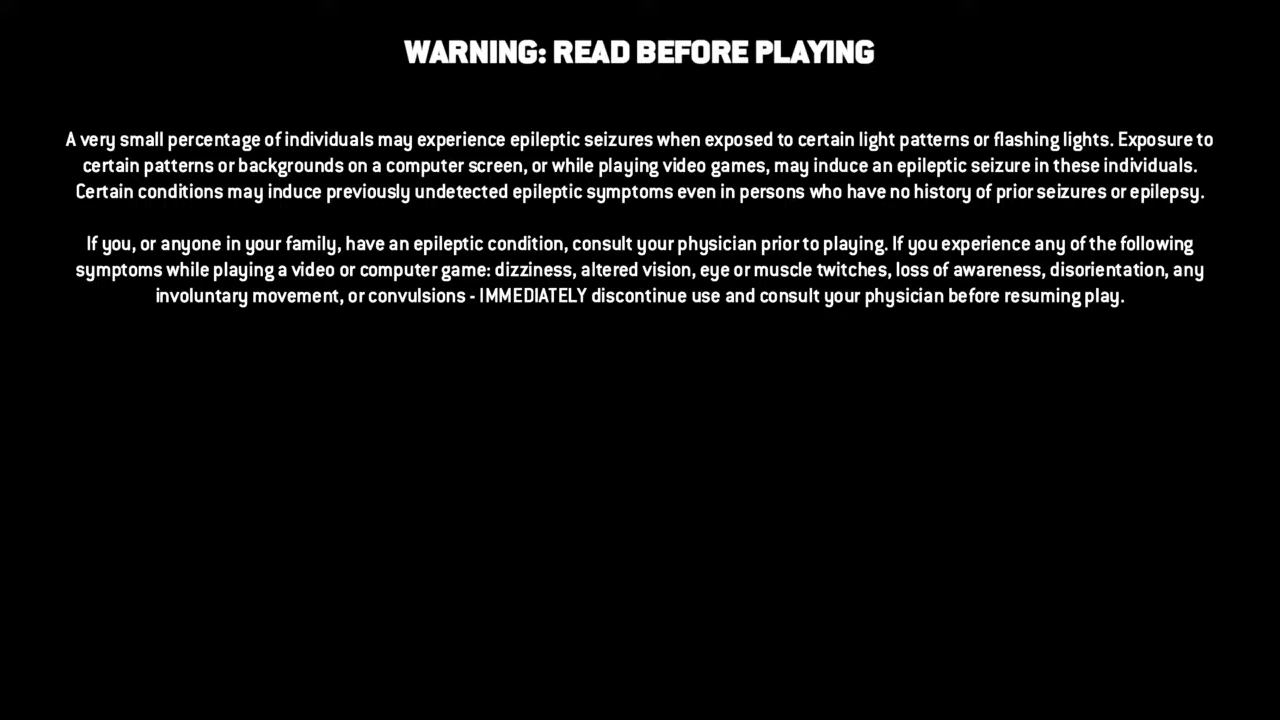 WARNING: READ BEFORE PLAYING
A very small percentage of individuals may experience epileptic seizures when exposed to certain light patterns or flashing lights. Exposure to
certain patterns or backgrounds on a computer screen, or while playing video games, may induce an epileptic seizure in these individuals.
Certain conditions may induce previously undetected epileptic symptoms even in persons who have no history of prior seizures or epilepsy.
If you, or anyone in your family, have an epileptic condition, consult your physician prior to playing. If you experience any of the following
symptoms while playing a video or computer game: dizziness, altered vision, eye or muscle twitches, loss of awareness, disorientation, any
involuntary movement, or convulsions - IMMEDIATELY discontinue use and consult your physician before resuming play.